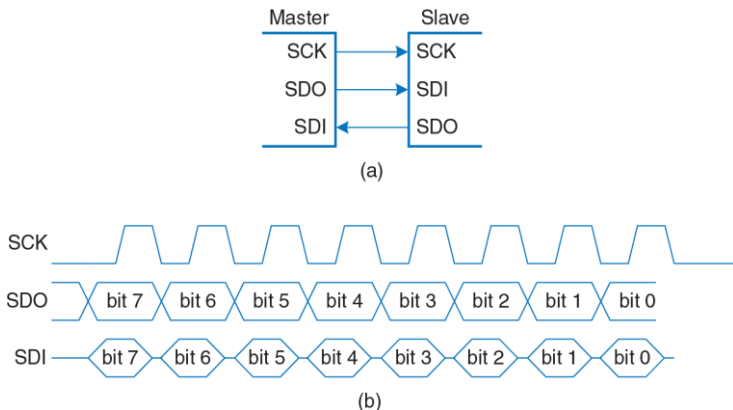 Master Slave
SCK SCK
SDO SDI
SDI SDO
(a)
SCK
SDO bit 7 bit 6 bit 5 bit 4 bit 3 bit 2 bit 1 bit 0
SDI bit 7 bit 6 bit 5 bit 4 bit 3 bit 2 bit 1 bit 0
(b)